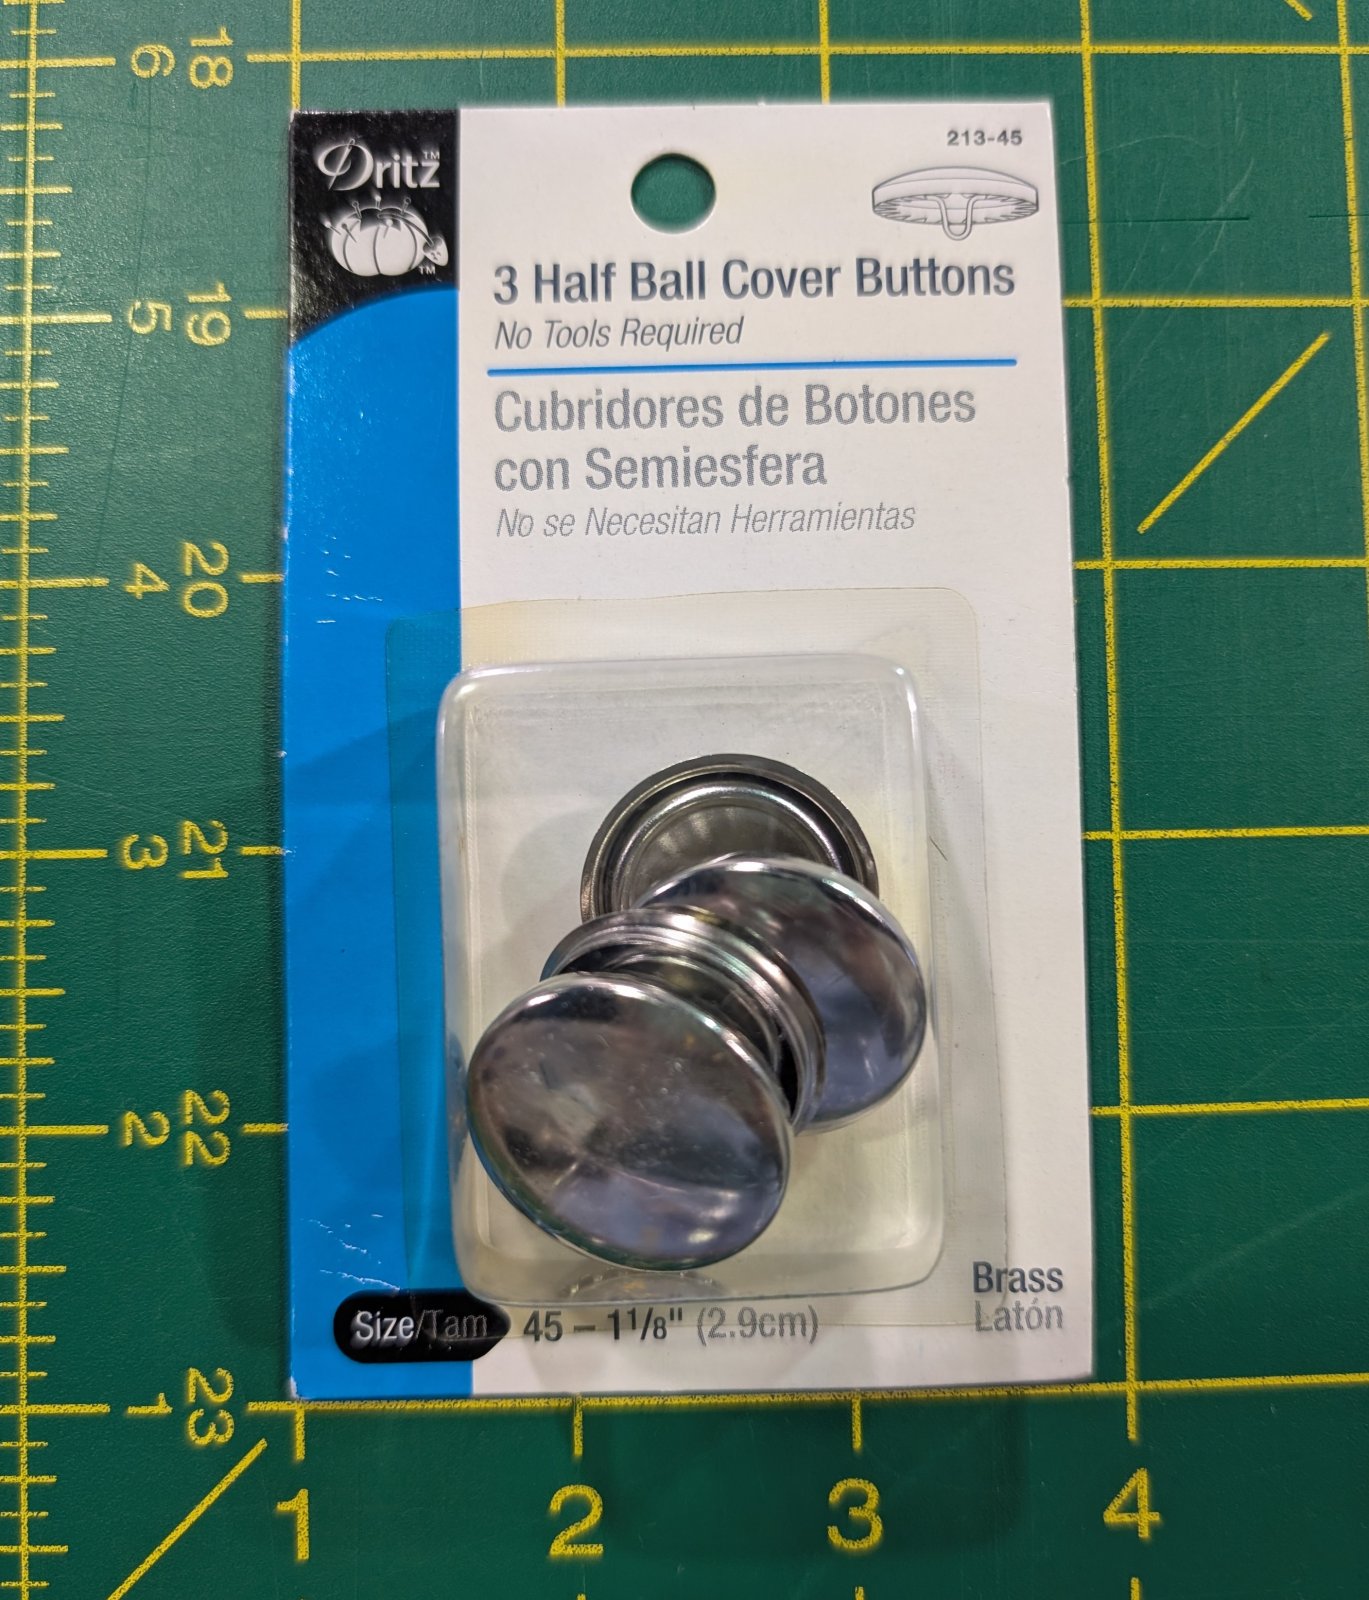 Dritz™
™
213-45
3 Half Ball Cover Buttons
No Tools Required
Cubridores de Botones
con Semiesfera
No se Necesitan Herramientas
Brass
Latón
Size/Tam 45 – 1 1/8" (2.9cm)
18
6
19
5
20
4
21
3
22
2
23
1
1 2 3 4